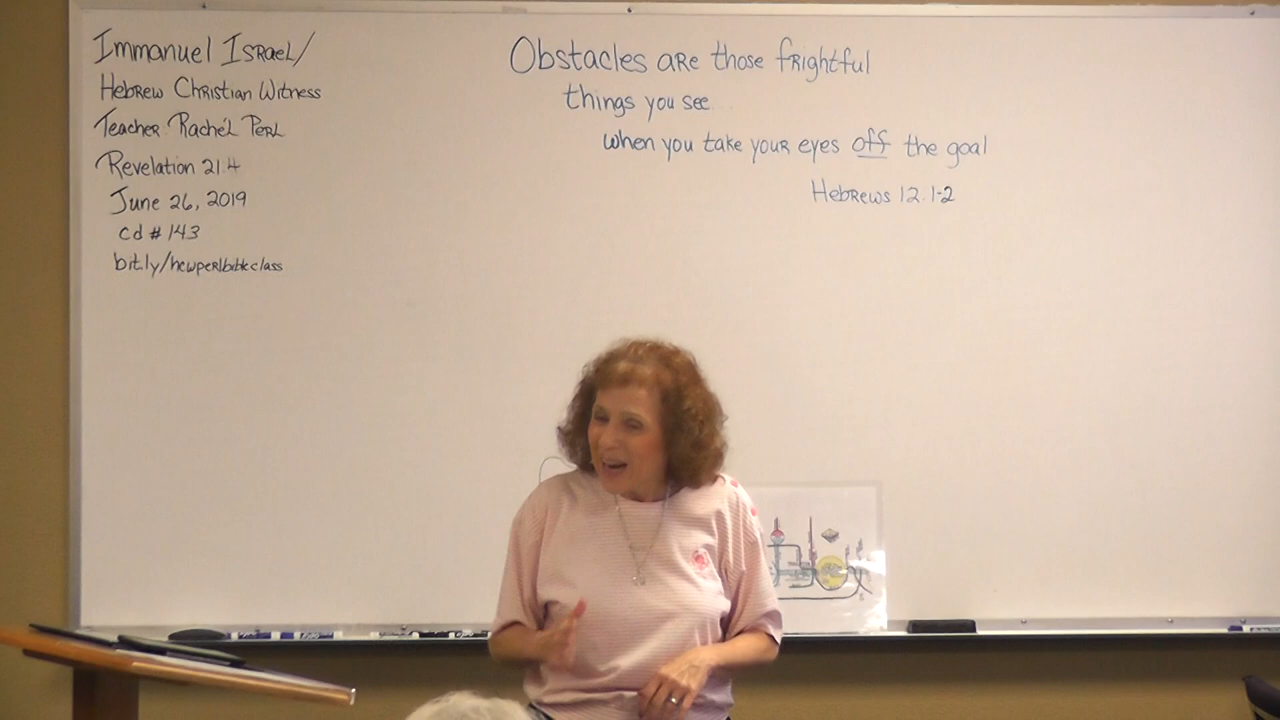 Immanuel Israel/
Hebrew Christian Witness
Teacher: Rachel Perl
Revelation 21:4
June 26, 2019
cd # 143
bit.ly/hcwperlbibleclass
Obstacles are those frightful
things you see
when you take your eyes off the goal
Hebrews 12:1-2